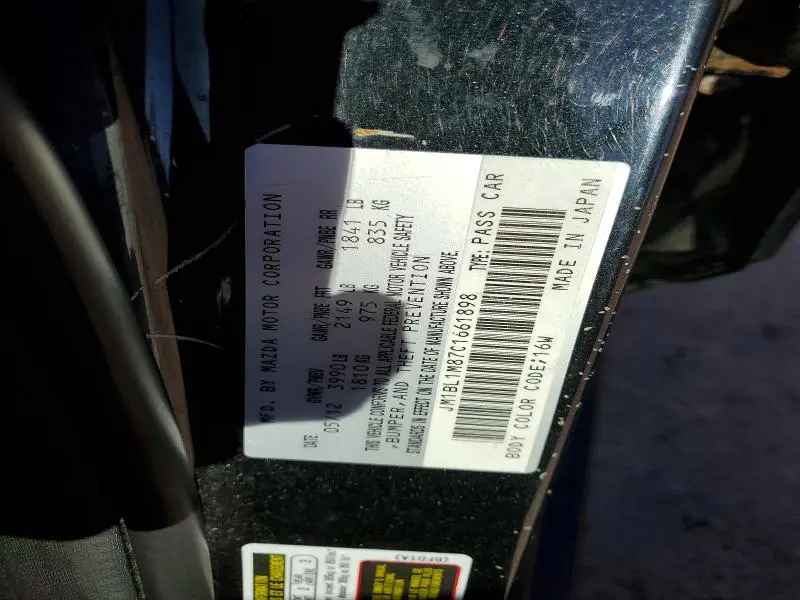 MFD. BY MAZDA MOTOR CORPORATION
DATE GVWR/PNBV GAWR/PNBE FRT GAWR/PNBE RR
05/12 3990 LB 2149 LB 1841 LB
1810 KG 975 KG 835 KG
THIS VEHICLE CONFORMS TO ALL APPLICABLE FEDERAL MOTOR VEHICLE SAFETY
,BUMPER,AND THEFT PREVENTION
STANDARDS IN EFFECT ON THE DATE OF MANUFACTURE SHOWN ABOVE.
JM1BL1M87C1661898 TYPE: PASS CAR
BODY COLOR CODE;16W MADE IN JAPAN
(BFD1A)